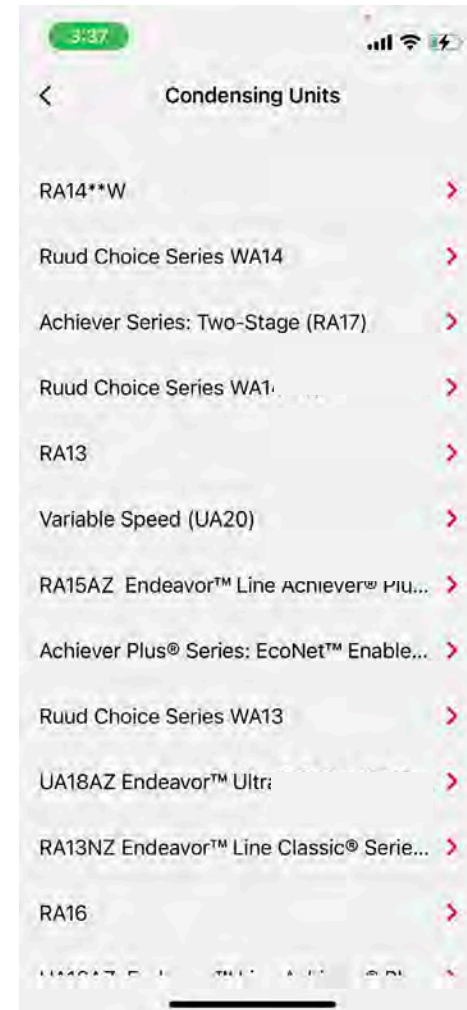 3:37
Condensing Units
RA14**W
Ruud Choice Series WA14
Achiever Series: Two-Stage (RA17)
Ruud Choice Series
RA13
Variable Speed (UA20)
RA15AZ Endeavor™ Line Achiever®
Achiever Plus® Series: EcoNet™ Enable...
Ruud Choice Series WA13
UA18AZ Endeavor™
RA13NZ Endeavor™ Line Classic® Serie...
RA16